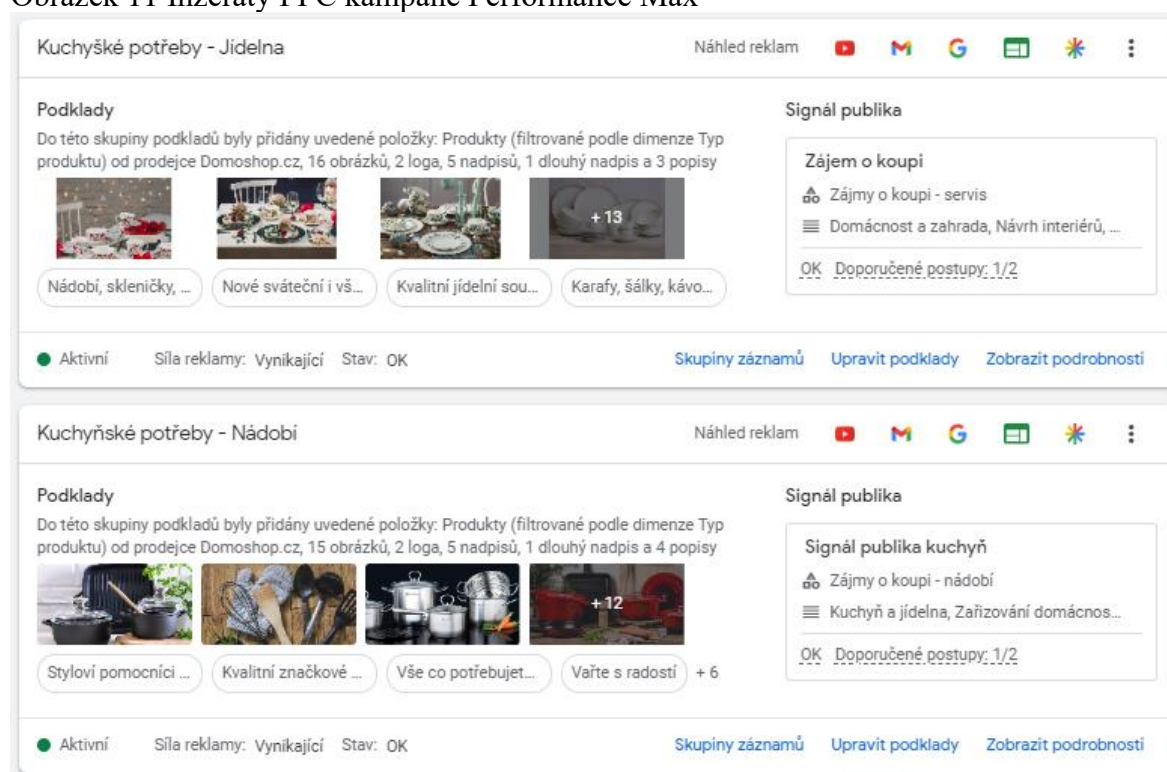 Obrázek 11 Inzeráty PPC kampaně Performance Max
Kuchyšké potřeby - Jídelna
Náhled reklam
Podklady
Do této skupiny podkladů byly přidány uvedené položky: Produkty (filtrované podle dimenze Typ
produktu) od prodejce Domoshop.cz, 16 obrázků, 2 loga, 5 nadpisů, 1 dlouhý nadpis a 3 popisy
+ 13
Nádobí, skleničky, ...
Nové sváteční i vš...
Kvalitní jídelní sou...
Karafy, šálky, kávo...
Signál publika
Zájem o koupi
Zájmy o koupi - servis
Domácnost a zahrada, Návrh interiérů, ...
OK Doporučené postupy: 1/2
Aktivní Síla reklamy: Vynikající Stav: OK
Skupiny záznamů Upravit podklady Zobrazit podrobnosti
Kuchyňské potřeby - Nádobí
Náhled reklam
Podklady
Do této skupiny podkladů byly přidány uvedené položky: Produkty (filtrované podle dimenze Typ
produktu) od prodejce Domoshop.cz, 15 obrázků, 2 loga, 5 nadpisů, 1 dlouhý nadpis a 4 popisy
+ 12
Styloví pomocníci ...
Kvalitní značkové ...
Vše co potřebujet...
Vařte s radostí
+ 6
Signál publika
Signál publika kuchyň
Zájmy o koupi - nádobí
Kuchyň a jídelna, Zařizování domácnos...
OK Doporučené postupy: 1/2
Aktivní Síla reklamy: Vynikající Stav: OK
Skupiny záznamů Upravit podklady Zobrazit podrobnosti